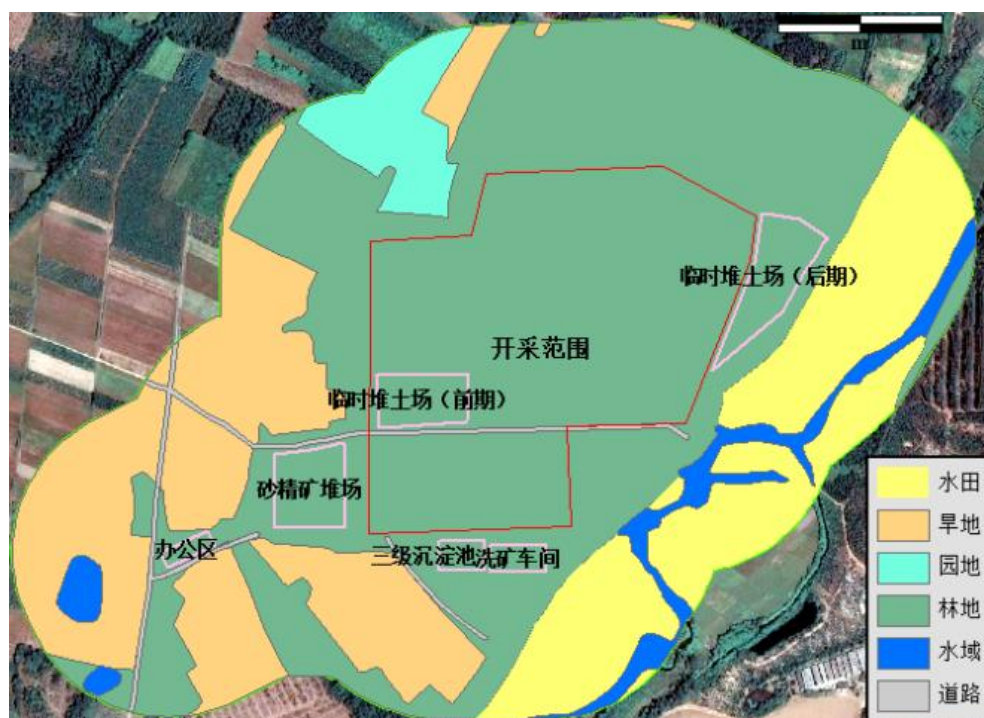 m
临时堆土场（后期）
开采范围
临时堆土场（前期）
砂精矿堆场
办公区
三级沉淀池
洗矿车间
水田
旱地
园地
林地
水域
道路